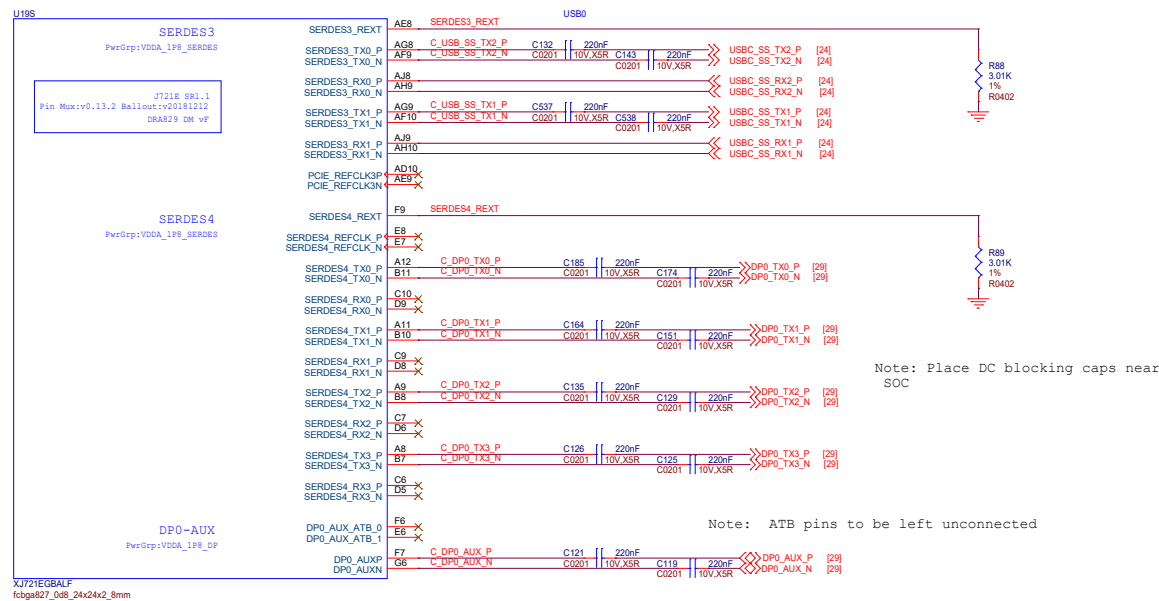 U19S
USB0
SERDES3
PwrGrp:VDDA_1P8_SERDES
J721E SR1.1
Pin Mux:v0.13.2 Ballout:v20181212
DRA829 DM vF
SERDES3_REXT AE8 SERDES3_REXT
SERDES3_TX0_P AG8 C_USB_SS_TX2_P C132 220nF USBC_SS_TX2_P [24]
SERDES3_TX0_N AF9 C_USB_SS_TX2_N C0201 10V,X5R C143 220nF USBC_SS_TX2_N [24]
C0201 10V,X5R
R88
3.01K
1%
R0402
SERDES3_RX0_P AJ8 USBC_SS_RX2_P [24]
SERDES3_RX0_N AH9 USBC_SS_RX2_N [24]
SERDES3_TX1_P AG9 C_USB_SS_TX1_P C537 220nF USBC_SS_TX1_P [24]
SERDES3_TX1_N AF10 C_USB_SS_TX1_N C0201 10V,X5R C538 220nF USBC_SS_TX1_N [24]
C0201 10V,X5R
SERDES3_RX1_P AJ9 USBC_SS_RX1_P [24]
SERDES3_RX1_N AH10 USBC_SS_RX1_N [24]
PCIE_REFCLK3P AD10
PCIE_REFCLK3N AE9
SERDES4
PwrGrp:VDDA_1P8_SERDES
SERDES4_REXT F9 SERDES4_REXT
SERDES4_REFCLK_P E8
SERDES4_REFCLK_N E7
R89
3.01K
1%
R0402
SERDES4_TX0_P A12 C_DP0_TX0_P C185 220nF DP0_TX0_P [29]
SERDES4_TX0_N B11 C_DP0_TX0_N C0201 10V,X5R C174 220nF DP0_TX0_N [29]
C0201 10V,X5R
SERDES4_RX0_P C10
SERDES4_RX0_N D9
SERDES4_TX1_P A11 C_DP0_TX1_P C164 220nF DP0_TX1_P [29]
SERDES4_TX1_N B10 C_DP0_TX1_N C0201 10V,X5R C151 220nF DP0_TX1_N [29]
C0201 10V,X5R
SERDES4_RX1_P C9
SERDES4_RX1_N D8
Note: Place DC blocking caps near
SOC
SERDES4_TX2_P A9 C_DP0_TX2_P C135 220nF DP0_TX2_P [29]
SERDES4_TX2_N B8 C_DP0_TX2_N C0201 10V,X5R C129 220nF DP0_TX2_N [29]
C0201 10V,X5R
SERDES4_RX2_P C7
SERDES4_RX2_N D6
SERDES4_TX3_P A8 C_DP0_TX3_P C126 220nF DP0_TX3_P [29]
SERDES4_TX3_N B7 C_DP0_TX3_N C0201 10V,X5R C125 220nF DP0_TX3_N [29]
C0201 10V,X5R
SERDES4_RX3_P C6
SERDES4_RX3_N D5
DP0-AUX
PwrGrp:VDDA_1P8_DP
DP0_AUX_ATB_0 F6
DP0_AUX_ATB_1 E6
Note: ATB pins to be left unconnected
DP0_AUXP F7 C_DP0_AUX_P C121 220nF DP0_AUX_P [29]
DP0_AUXN G6 C_DP0_AUX_N C0201 10V,X5R C119 220nF DP0_AUX_N [29]
C0201 10V,X5R
XJ721EGBALF
fcbga827_0d8_24x24x2_8mm